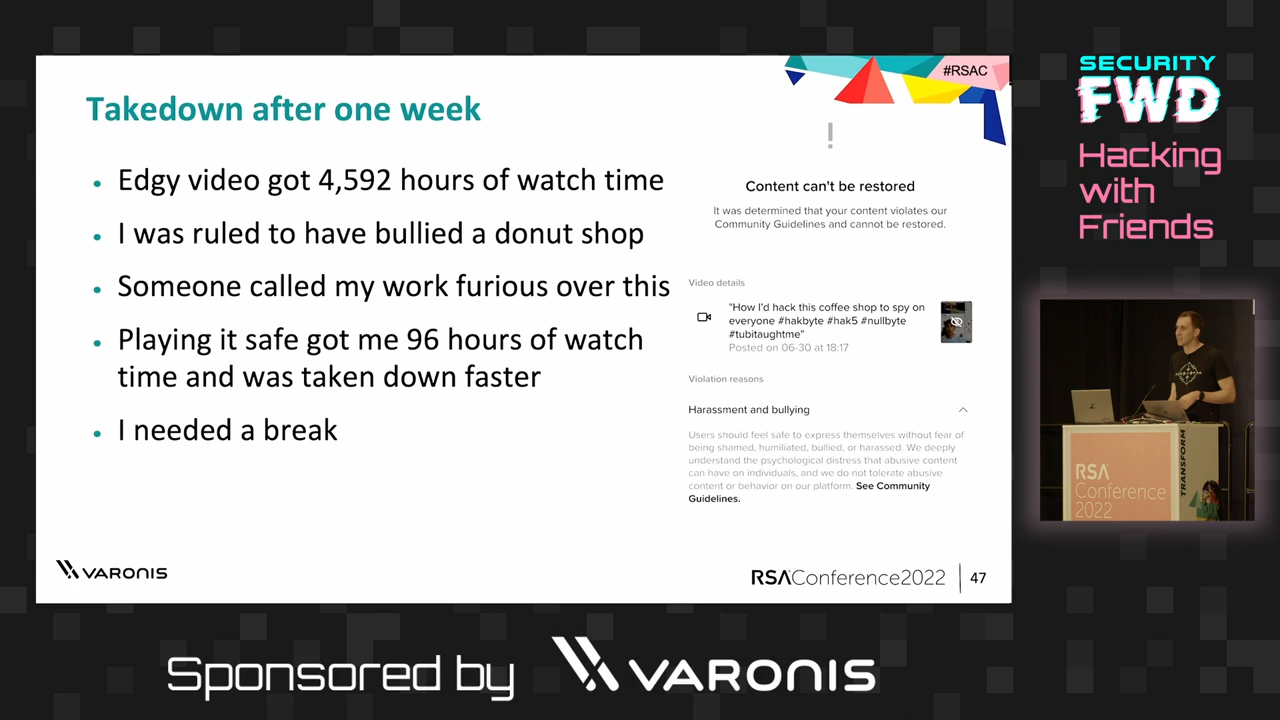 #RSAC
Takedown after one week
• Edgy video got 4,592 hours of watch time
• I was ruled to have bullied a donut shop
• Someone called my work furious over this
• Playing it safe got me 96 hours of watch
time and was taken down faster
• I needed a break
!
Content can't be restored
It was determined that your content violates our
Community Guidelines and cannot be restored.
Video details
"How I'd hack this coffee shop to spy on
everyone #hakbyte #hak5 #nullbyte
#tubitaughtme"
Posted on 06-30 at 18:17
Violation reasons
Harassment and bullying
Users should feel safe to express themselves without fear of
being shamed, humiliated, bullied, or harassed. We deeply
understand the psychological distress that abusive content
can have on individuals, and we do not tolerate abusive
content or behavior on our platform. See Community
Guidelines.
VARONIS
RSAConference2022
47
SECURITY
FWD
Hacking
with
Friends
RSA
Conference
2022
TRANSFORM
Sponsored by VARONIS